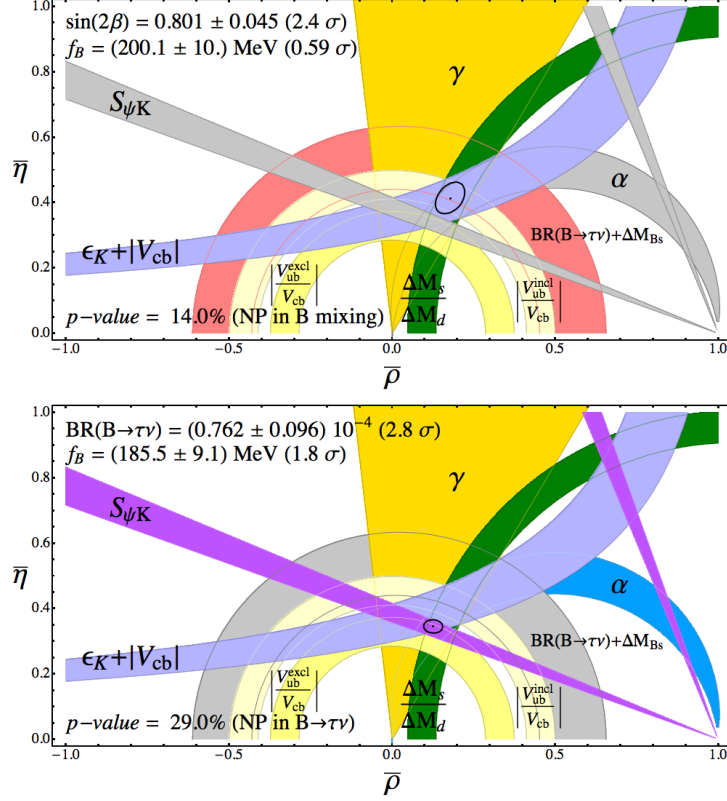 sin(2β) = 0.801 ± 0.045 (2.4 σ)
f_B = (200.1 ± 10.) MeV (0.59 σ)
1.0
0.8
0.6
0.4
0.2
0.0
η̅
S_ψK
γ
α
ϵ_K+|V_cb|
BR(B→τν)+ΔM_Bs
|V_ub^excl/V_cb|
ΔM_s/ΔM_d
|V_ub^incl/V_cb|
p-value = 14.0% (NP in B mixing)
−1.0 −0.5 0.0 0.5 1.0
ρ̅
BR(B→τν) = (0.762 ± 0.096) 10⁻⁴ (2.8 σ)
f_B = (185.5 ± 9.1) MeV (1.8 σ)
1.0
0.8
0.6
0.4
0.2
0.0
η̅
S_ψK
γ
α
ϵ_K+|V_cb|
BR(B→τν)+ΔM_Bs
|V_ub^excl/V_cb|
ΔM_s/ΔM_d
|V_ub^incl/V_cb|
p-value = 29.0% (NP in B→τν)
−1.0 −0.5 0.0 0.5 1.0
ρ̅